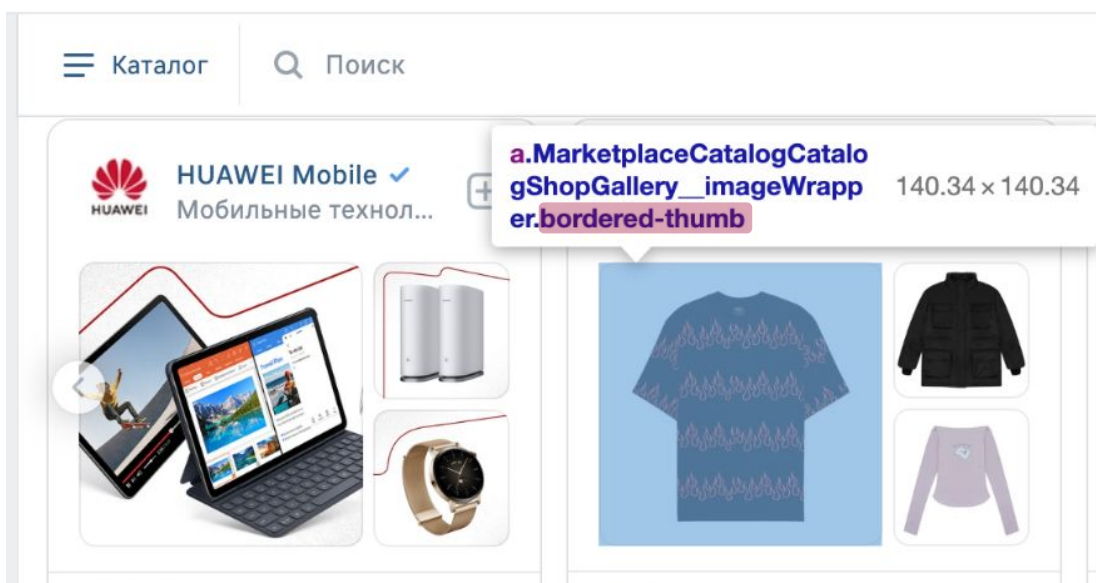 Каталог
Поиск
HUAWEI
HUAWEI Mobile
Мобильные технол...
a.MarketplaceCatalogCatalo
gShopGallery__imageWrapp
er.bordered-thumb
140.34 × 140.34